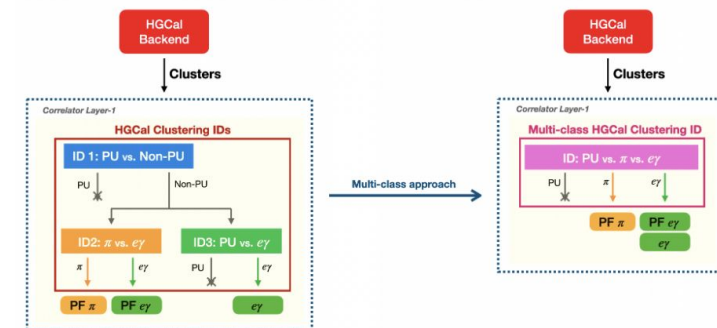 HGCal
Backend
Clusters
Correlator Layer-1
HGCal Clustering IDs
ID 1: PU vs. Non-PU
PU
Non-PU
ID2: π vs. eγ
ID3: PU vs. eγ
π
eγ
PU
eγ
PF π
PF eγ
eγ
Multi-class approach
HGCal
Backend
Clusters
Correlator Layer-1
Multi-class HGCal Clustering ID
ID: PU vs. π vs. eγ
PU
π
eγ
PF π
PF eγ
eγ